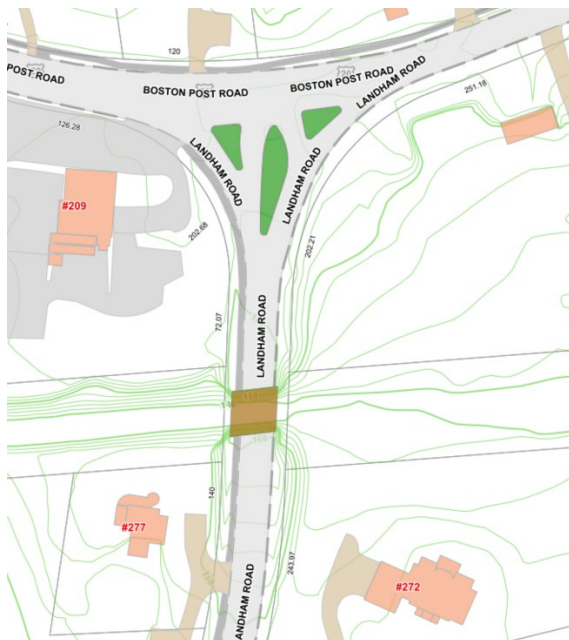 120
POST ROAD
BOSTON POST ROAD
BOSTON POST ROAD
LANDHAM ROAD
251.18
126.28
LANDHAM ROAD
LANDHAM ROAD
#209
202.68
202.21
72.07
LANDHAM ROAD
140
243.97
#277
#272
ANDHAM ROAD